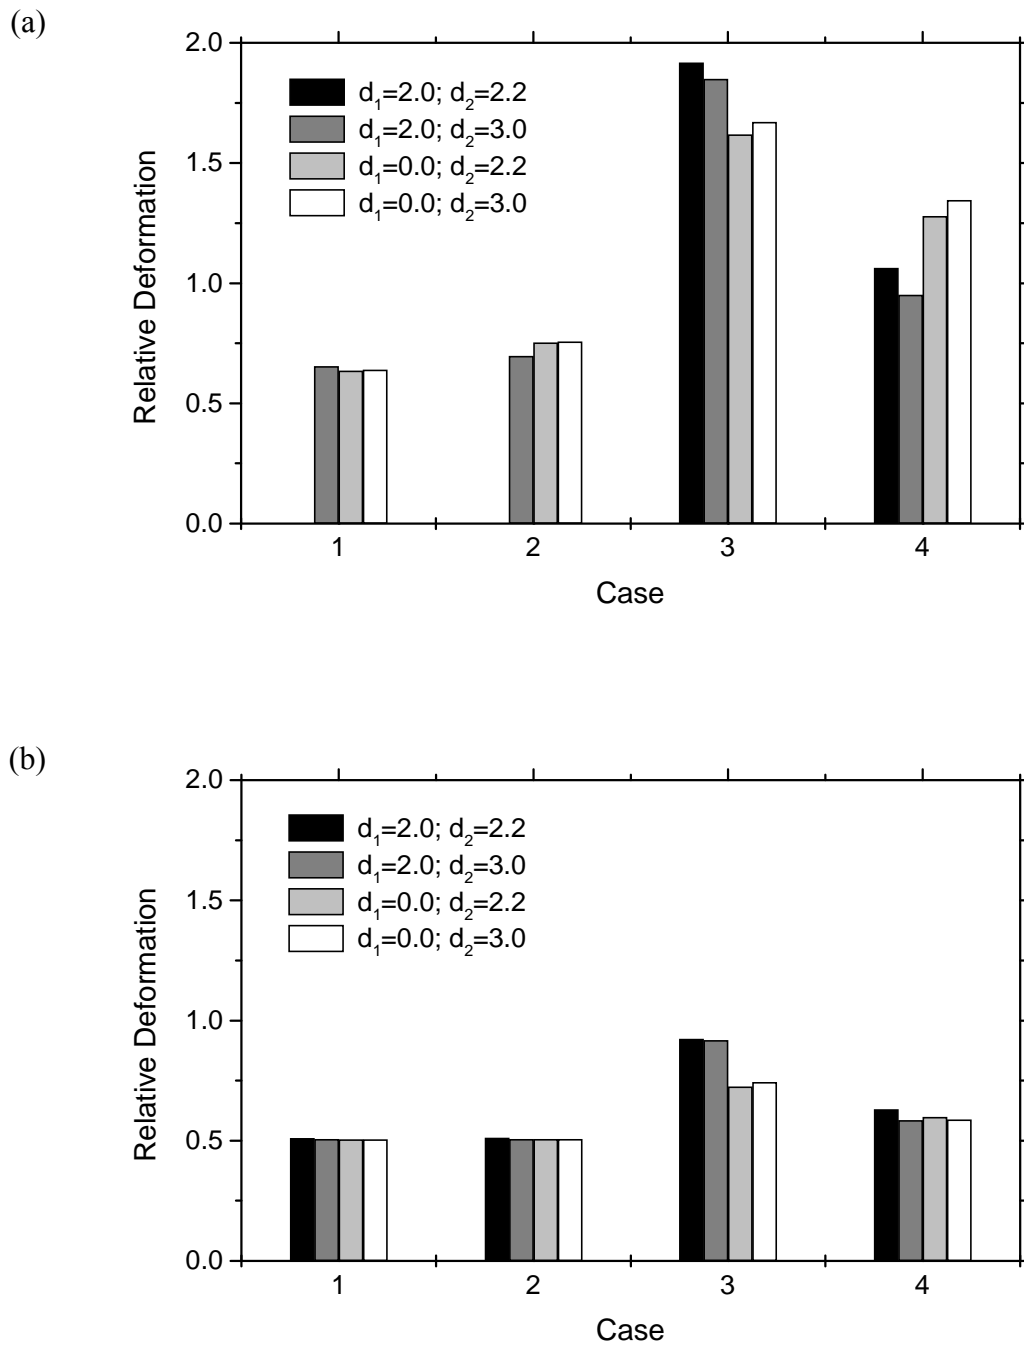 (a)
2.0
d₁=2.0; d₂=2.2
d₁=2.0; d₂=3.0
1.5
d₁=0.0; d₂=2.2
d₁=0.0; d₂=3.0
Relative Deformation
1.0
0.5
0.0
1 2 3 4
Case
(b)
2.0
d₁=2.0; d₂=2.2
d₁=2.0; d₂=3.0
1.5
d₁=0.0; d₂=2.2
d₁=0.0; d₂=3.0
Relative Deformation
1.0
0.5
0.0
1 2 3 4
Case